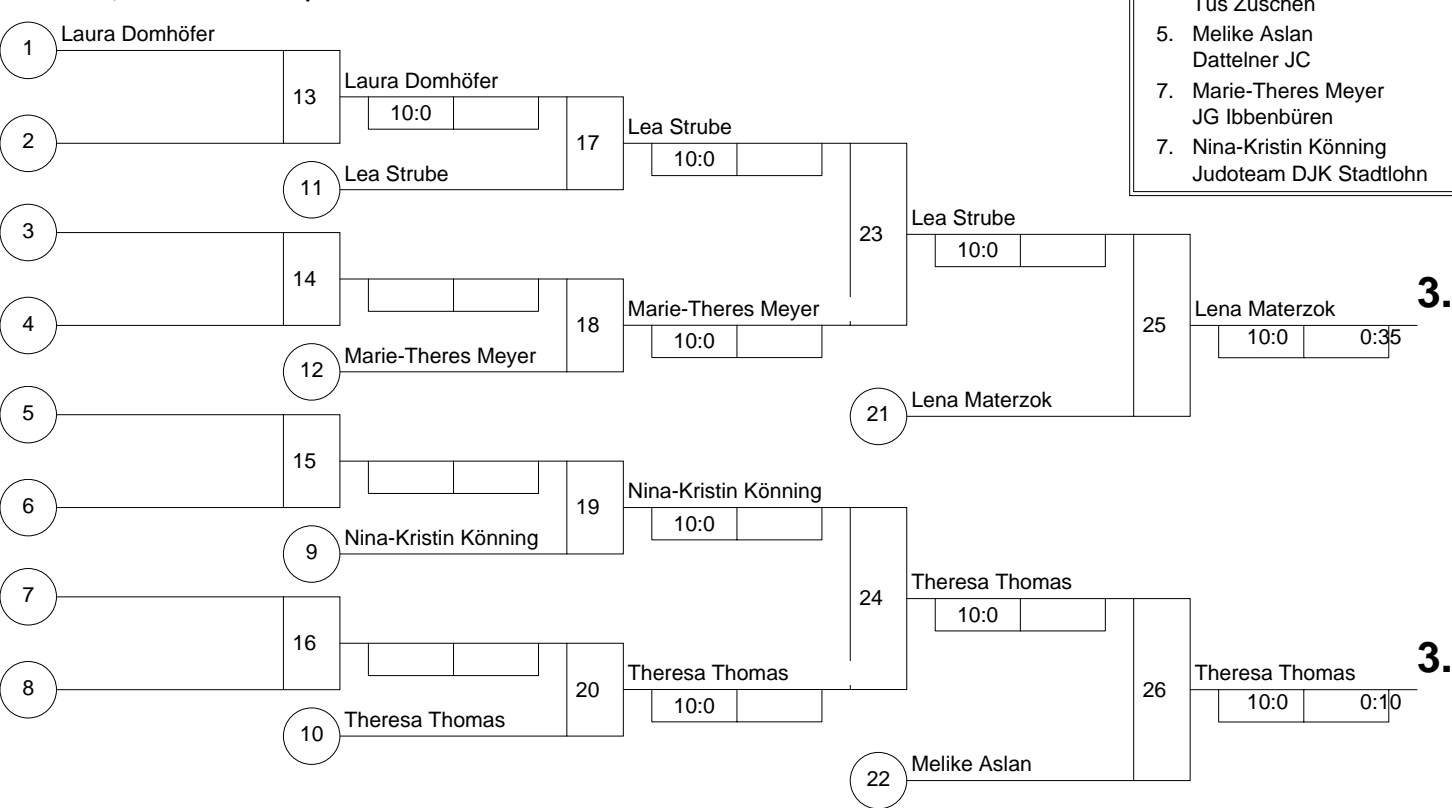 Tus Züschen
5. Melike Aslan
Dattelner JC
7. Marie-Theres Meyer
JG Ibbenbüren
7. Nina-Kristin Könning
Judoteam DJK Stadtlohn
1 Laura Domhöfer
13 Laura Domhöfer
10:0
2
17 Lea Strube
10:0
11 Lea Strube
3
23 Lea Strube
10:0
14
4
18 Marie-Theres Meyer
10:0
12 Marie-Theres Meyer
25 Lena Materzok
10:0 0:35
3.
5
21 Lena Materzok
15
6
19 Nina-Kristin Könning
10:0
9 Nina-Kristin Könning
7
24 Theresa Thomas
10:0
16
8
20 Theresa Thomas
10:0
10 Theresa Thomas
26 Theresa Thomas
10:0 0:10
3.
22 Melike Aslan